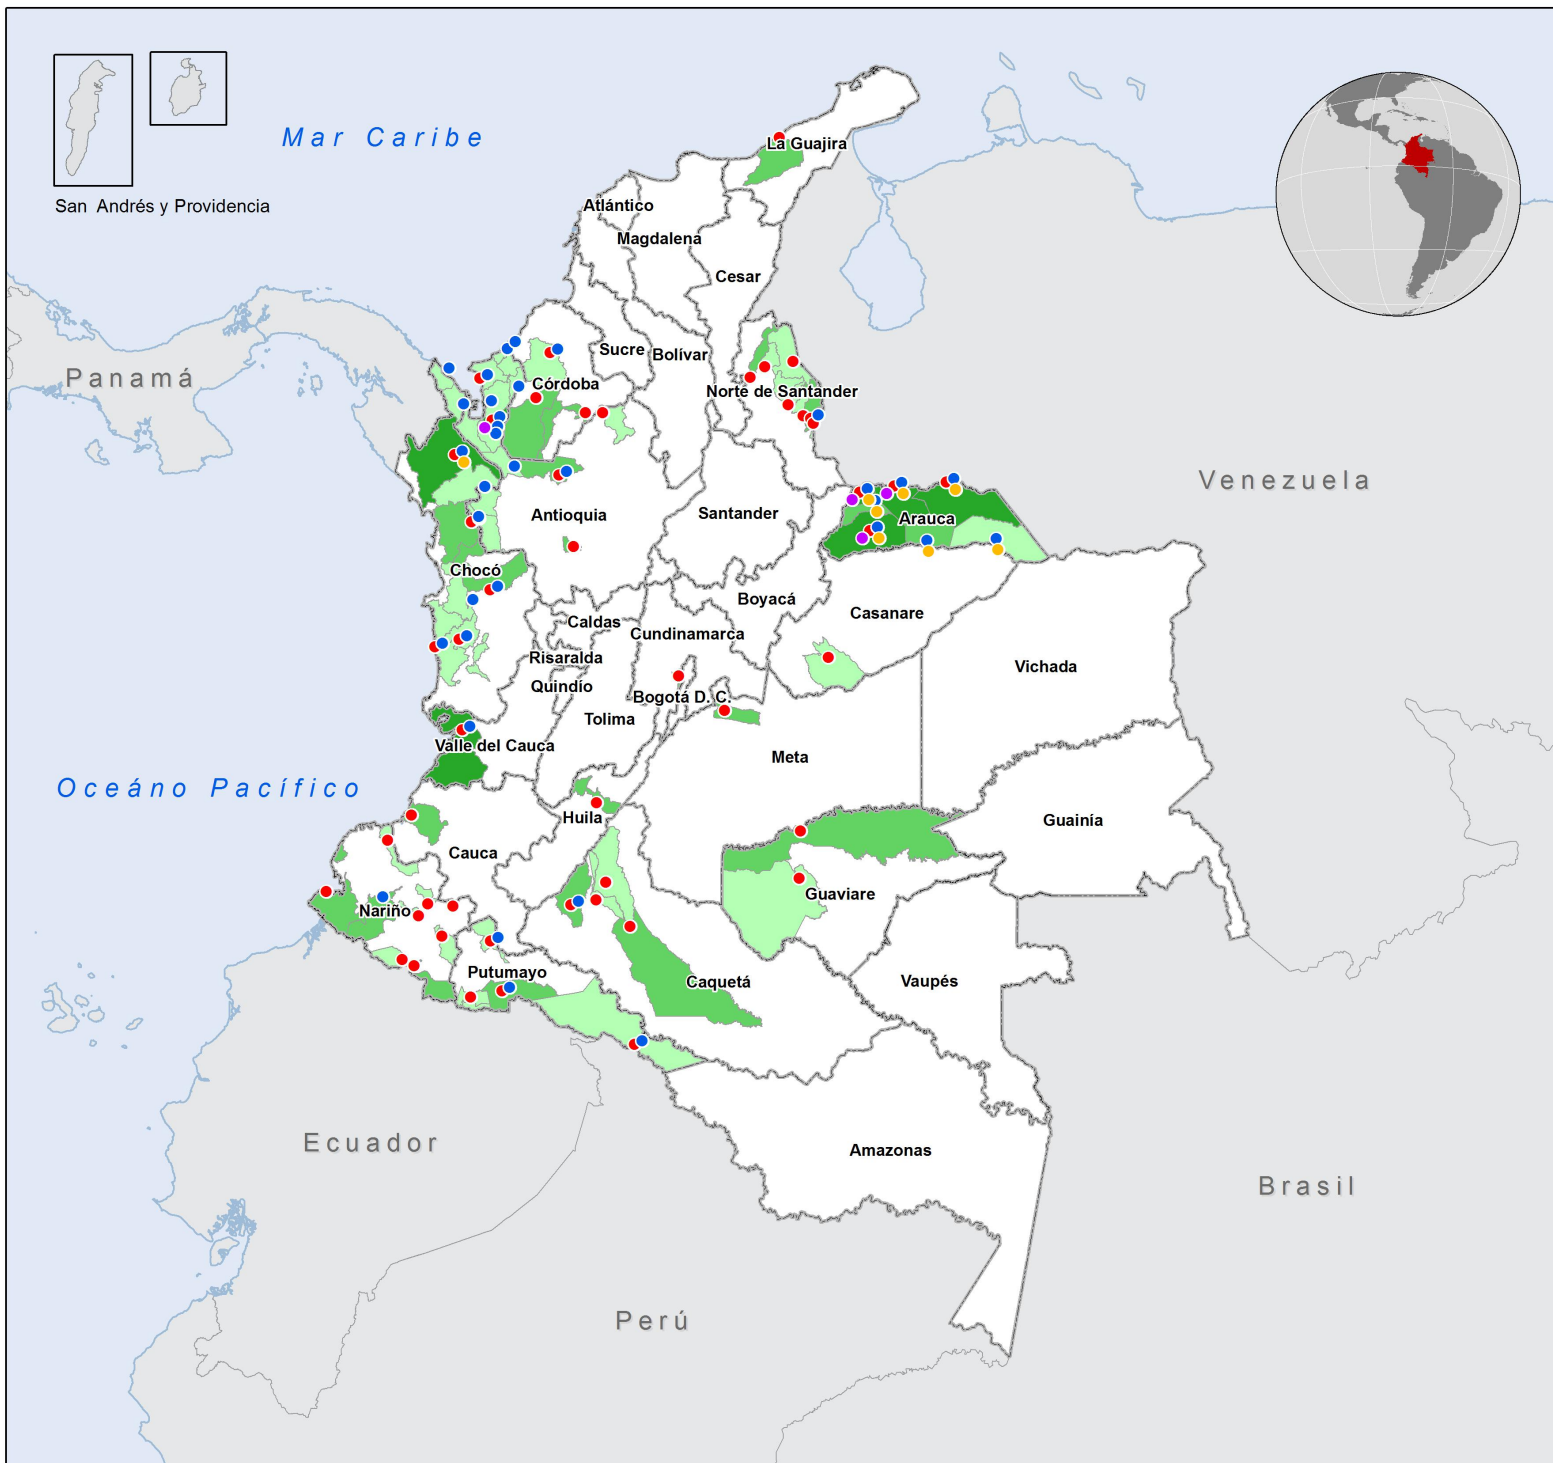 Mar Caribe
La Guajira
San Andrés y Providencia
Atlántico
Magdalena
Cesar
Sucre
Bolívar
Panamá
Córdoba
Norte de Santander
Venezuela
Antioquia
Santander
Arauca
Chocó
Boyacá
Casanare
Caldas
Cundinamarca
Risaralda
Vichada
Quindío
Bogotá D. C.
Tolima
Valle del Cauca
Meta
Oceáno Pacífico
Huila
Guainía
Cauca
Guaviare
Nariño
Putumayo
Caquetá
Vaupés
Ecuador
Amazonas
Brasil
Perú